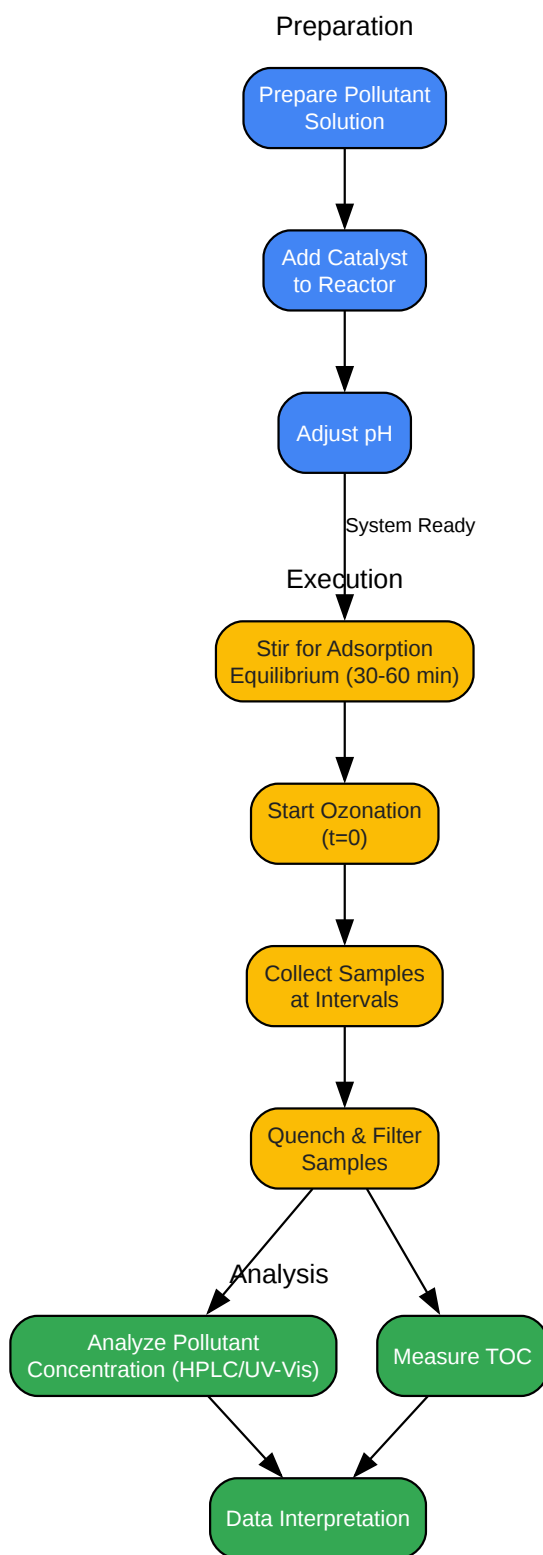 Preparation
Prepare Pollutant
Solution
Add Catalyst
to Reactor
Adjust pH
System Ready
Execution
Stir for Adsorption
Equilibrium (30-60 min)
Start Ozonation
(t=0)
Collect Samples
at Intervals
Quench & Filter
Samples
Analysis
Analyze Pollutant
Concentration (HPLC/UV-Vis)
Measure TOC
Data Interpretation